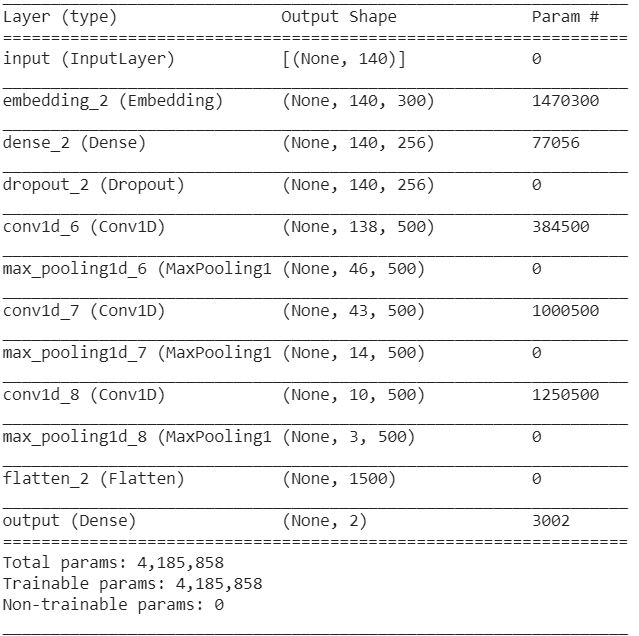 Layer (type) Output Shape Param #
=================================================================
input (InputLayer) [(None, 140)] 0
embedding_2 (Embedding) (None, 140, 300) 1470300
dense_2 (Dense) (None, 140, 256) 77056
dropout_2 (Dropout) (None, 140, 256) 0
conv1d_6 (Conv1D) (None, 138, 500) 384500
max_pooling1d_6 (MaxPooling1 (None, 46, 500) 0
conv1d_7 (Conv1D) (None, 43, 500) 1000500
max_pooling1d_7 (MaxPooling1 (None, 14, 500) 0
conv1d_8 (Conv1D) (None, 10, 500) 1250500
max_pooling1d_8 (MaxPooling1 (None, 3, 500) 0
flatten_2 (Flatten) (None, 1500) 0
output (Dense) (None, 2) 3002
=================================================================
Total params: 4,185,858
Trainable params: 4,185,858
Non-trainable params: 0